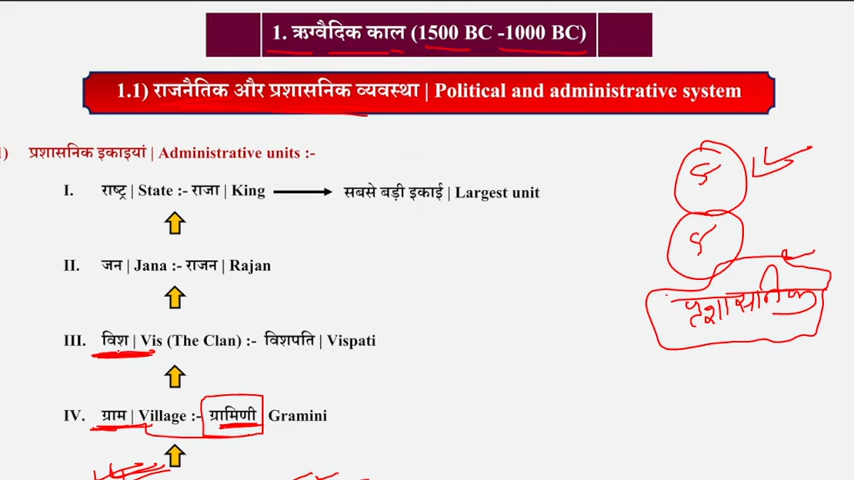 1. ऋग्वैदिक काल (1500 BC -1000 BC)
1.1) राजनैतिक और प्रशासनिक व्यवस्था | Political and administrative system
) प्रशासनिक इकाइयां | Administrative units :-
I. राष्ट्र | State :- राजा | King सबसे बड़ी इकाई | Largest unit
II. जन | Jana :- राजन | Rajan
प्रशासनिक
III. विश | Vis (The Clan) :- विशपति | Vispati
IV. ग्राम | Village :- ग्रामिणी Gramini